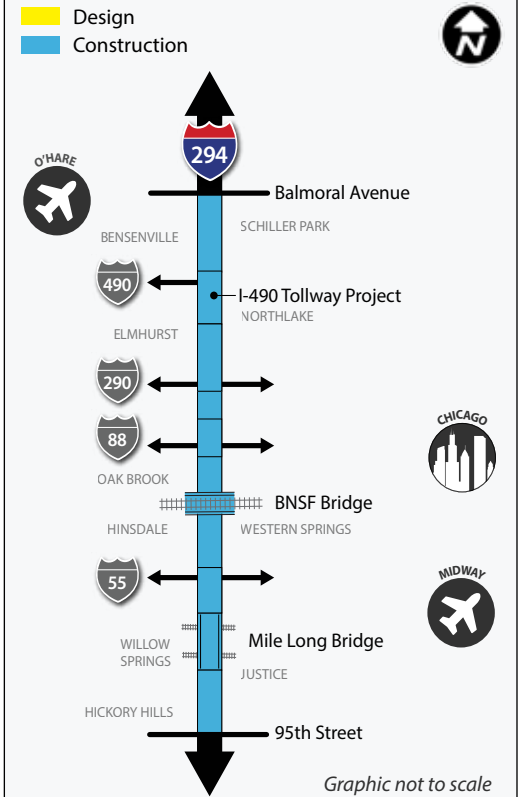 Design
Construction
N
294
O'HARE
Balmoral Avenue
BENSENVILLE
SCHILLER PARK
490
I-490 Tollway Project
NORTHLAKE
ELMHURST
290
88
CHICAGO
OAK BROOK
BNSF Bridge
HINSDALE
WESTERN SPRINGS
55
MIDWAY
WILLOW
SPRINGS
Mile Long Bridge
JUSTICE
HICKORY HILLS
95th Street
Graphic not to scale